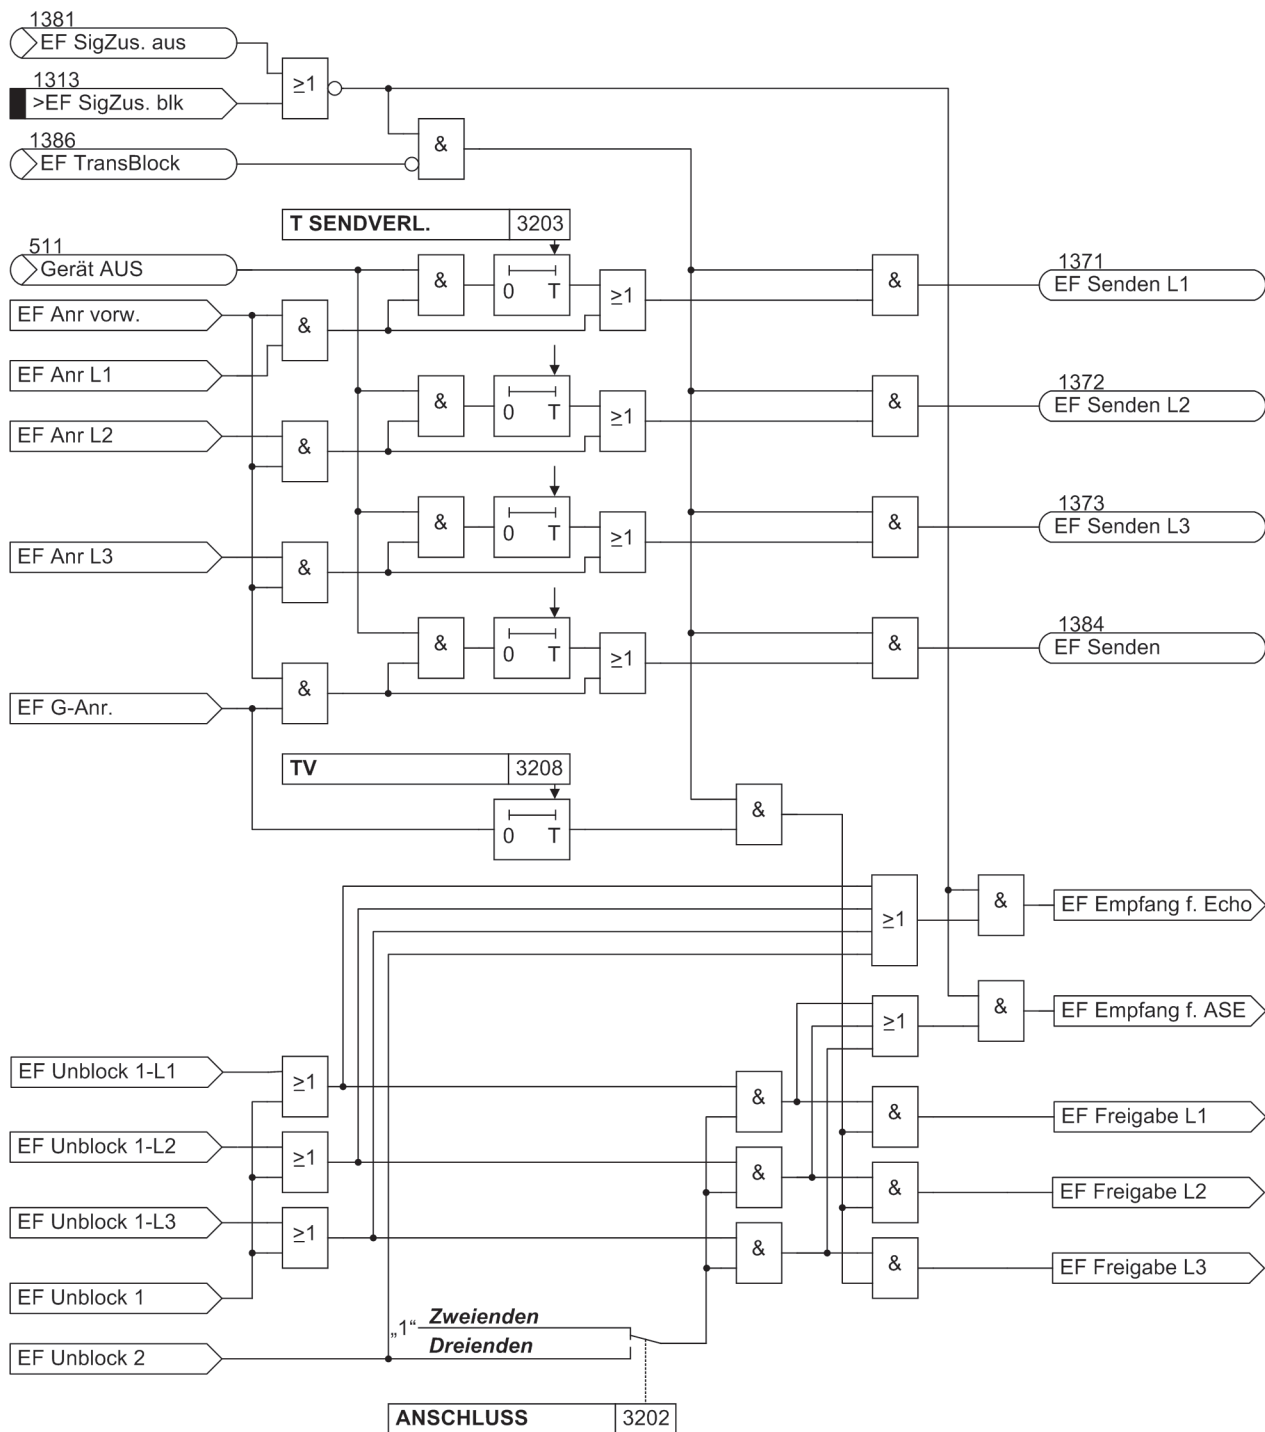 1381
EF SigZus. aus
≥1
1313
>EF SigZus. blk
&
1386
EF TransBlock
T SENDVERL. 3203
511
Gerät AUS
& 0 T ≥1 &
1371
EF Senden L1
EF Anr vorw.
&
EF Anr L1
& 0 T ≥1 &
1372
EF Senden L2
EF Anr L2
&
& 0 T ≥1 &
1373
EF Senden L3
EF Anr L3
&
& 0 T ≥1 &
1384
EF Senden
&
EF G-Anr.
TV 3208
0 T
&
≥1
&
EF Empfang f. Echo
≥1
&
EF Empfang f. ASE
EF Unblock 1-L1
≥1
& &
EF Freigabe L1
EF Unblock 1-L2
≥1
& &
EF Freigabe L2
EF Unblock 1-L3
≥1
& &
EF Freigabe L3
EF Unblock 1
„1“ Zweienden
Dreienden
EF Unblock 2
ANSCHLUSS 3202